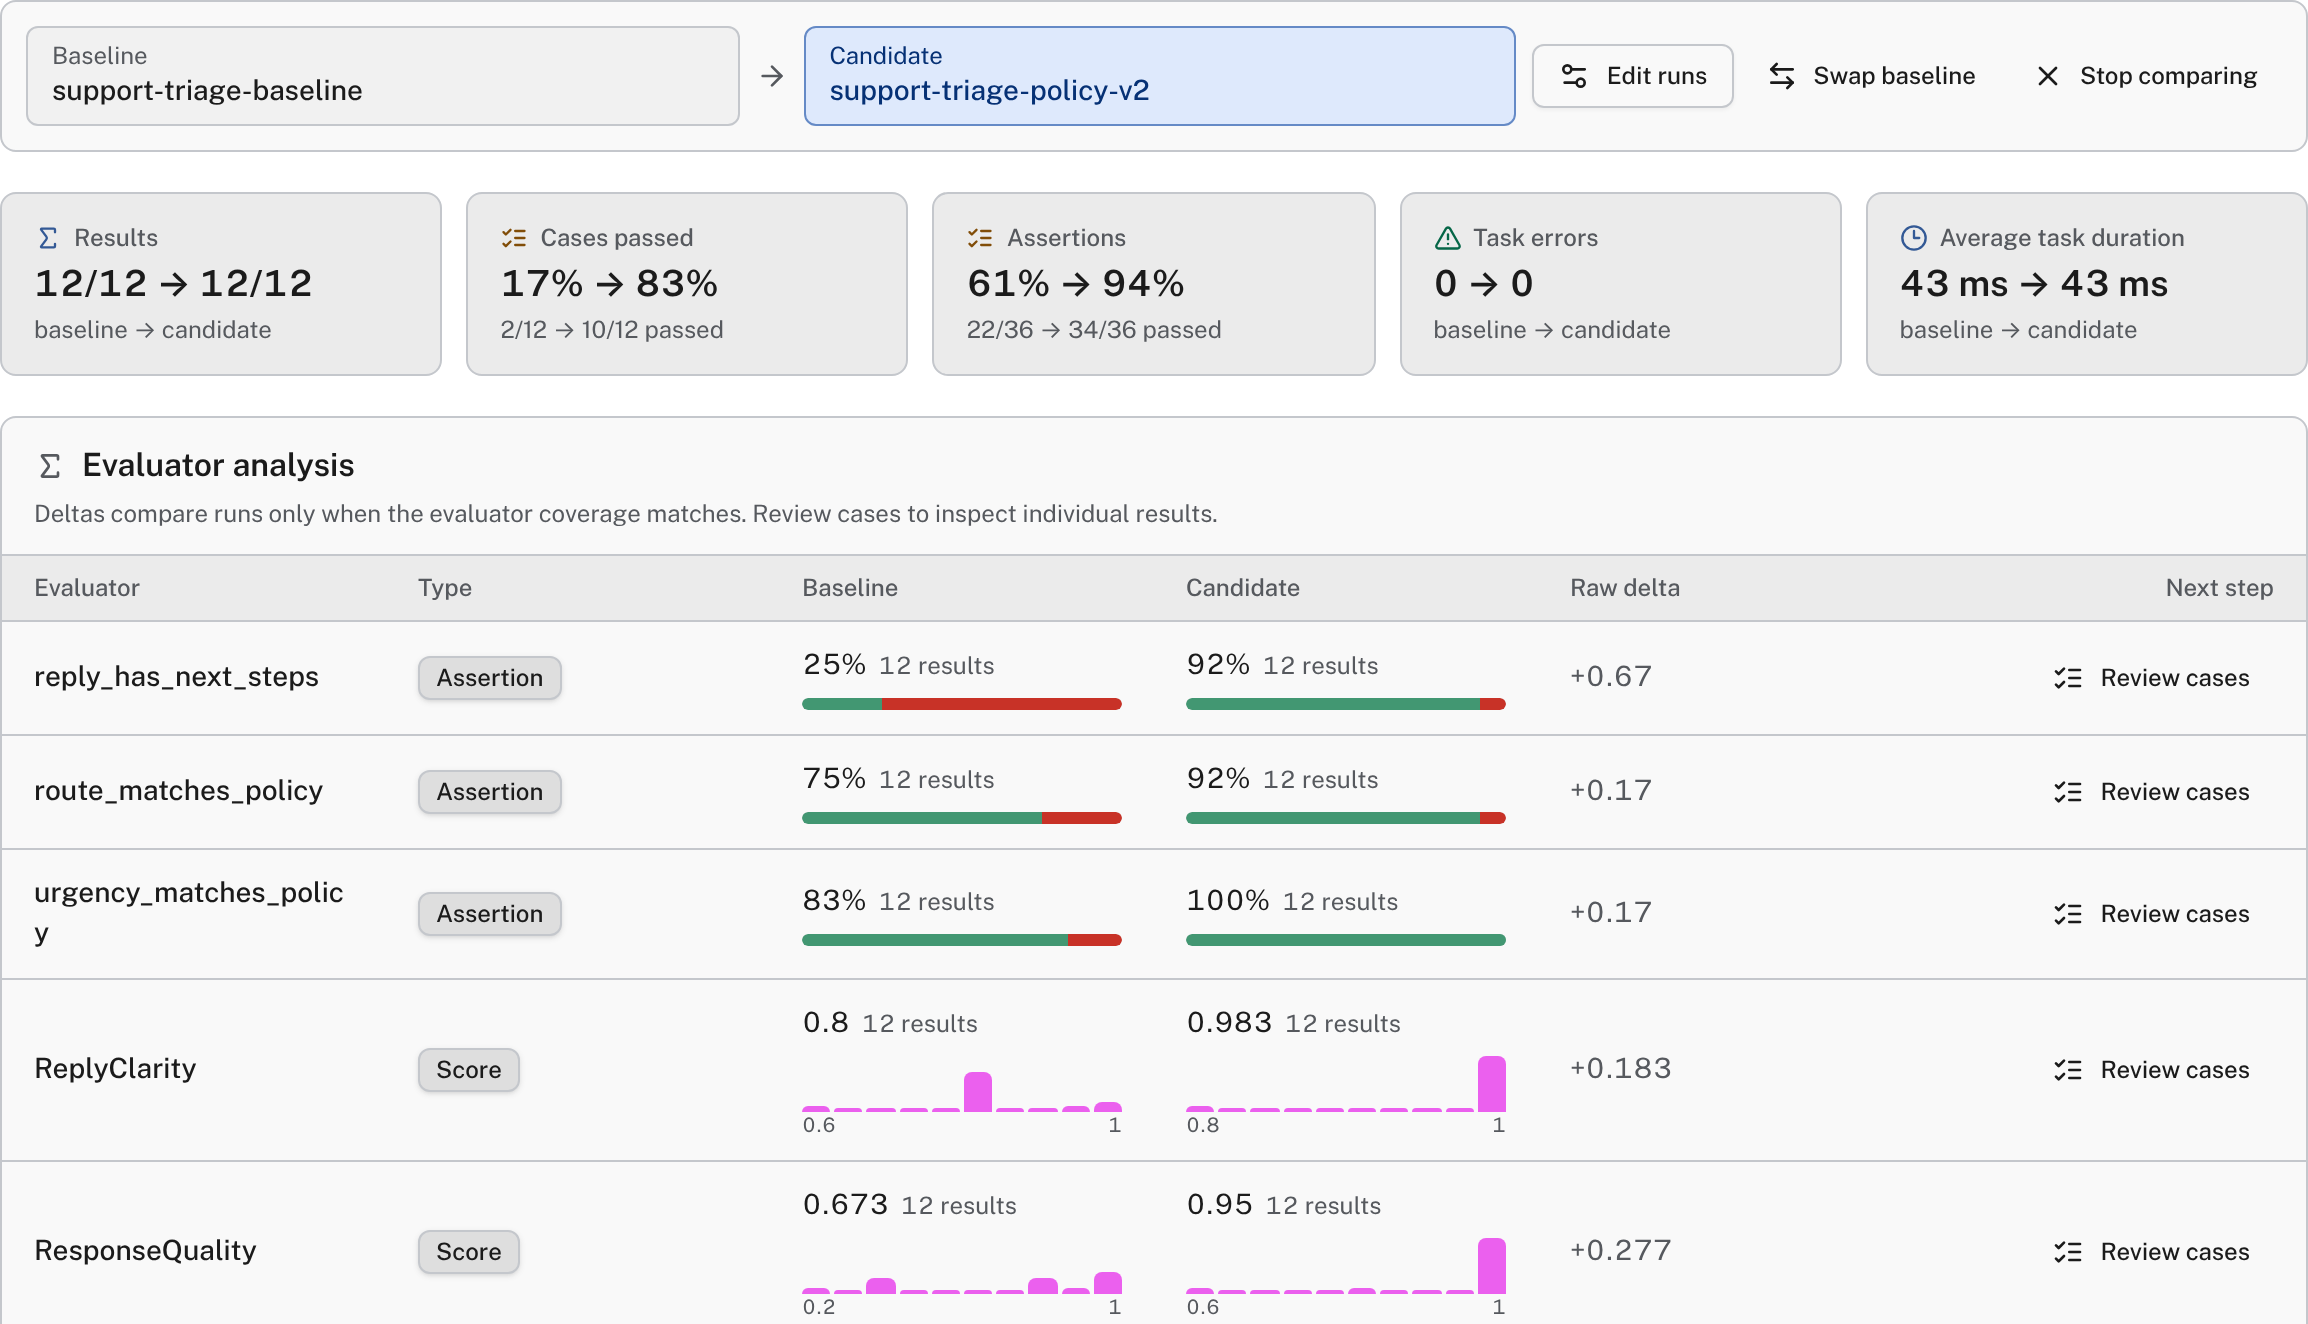 Baseline
support-triage-baseline
→
Candidate
support-triage-policy-v2
Edit runs
Swap baseline
Stop comparing
Results
12/12 → 12/12
baseline → candidate
Cases passed
17% → 83%
2/12 → 10/12 passed
Assertions
61% → 94%
22/36 → 34/36 passed
Task errors
0 → 0
baseline → candidate
Average task duration
43 ms → 43 ms
baseline → candidate
Evaluator analysis
Deltas compare runs only when the evaluator coverage matches. Review cases to inspect individual results.
Evaluator Type Baseline Candidate Raw delta Next step
reply_has_next_steps Assertion 25% 12 results 92% 12 results +0.67 Review cases
route_matches_policy Assertion 75% 12 results 92% 12 results +0.17 Review cases
urgency_matches_polic
y
Assertion 83% 12 results 100% 12 results +0.17 Review cases
ReplyClarity Score 0.8 12 results 0.983 12 results +0.183 Review cases
0.6 1 0.8 1
ResponseQuality Score 0.673 12 results 0.95 12 results +0.277 Review cases
0.2 1 0.6 1